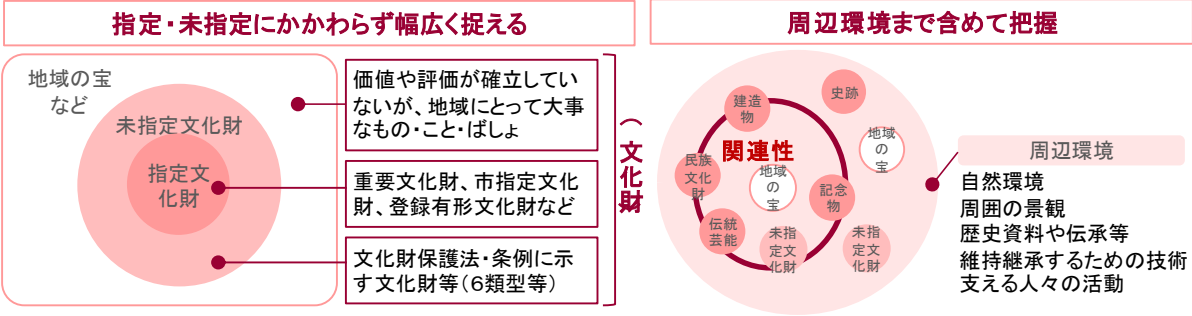 指定・未指定にかかわらず幅広く捉える
地域の宝
など
未指定文化財
指定文
化財
価値や評価が確立してい
ないが、地域にとって大事
なもの・こと・ばしょ
重要文化財、市指定文化
財、登録有形文化財など
文化財保護法・条例に示
す文化財等(6類型等)
(文化財
周辺環境まで含めて把握
建造
物
史跡
地域
の宝
関連性
民族
文化
財
地域
の宝
記念
物
伝統
芸能
未指
定文
化財
未指
定文
化財
周辺環境
自然環境
周囲の景観
歴史資料や伝承等
維持継承するための技術
支える人々の活動